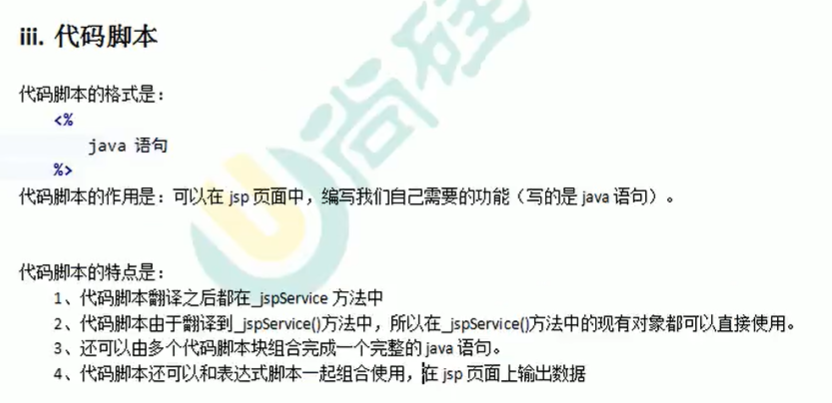 iii. 代码脚本
代码脚本的格式是：
<%
java 语句
%>
代码脚本的作用是：可以在 jsp 页面中，编写我们自己需要的功能（写的是 java 语句）。
代码脚本的特点是：
1、代码脚本翻译之后都在_jspService 方法中
2、代码脚本由于翻译到_jspService()方法中，所以在_jspService()方法中的现有对象都可以直接使用。
3、还可以由多个代码脚本块组合完成一个完整的 java 语句。
4、代码脚本还可以和表达式脚本一起组合使用，在 jsp 页面上输出数据
尚硅